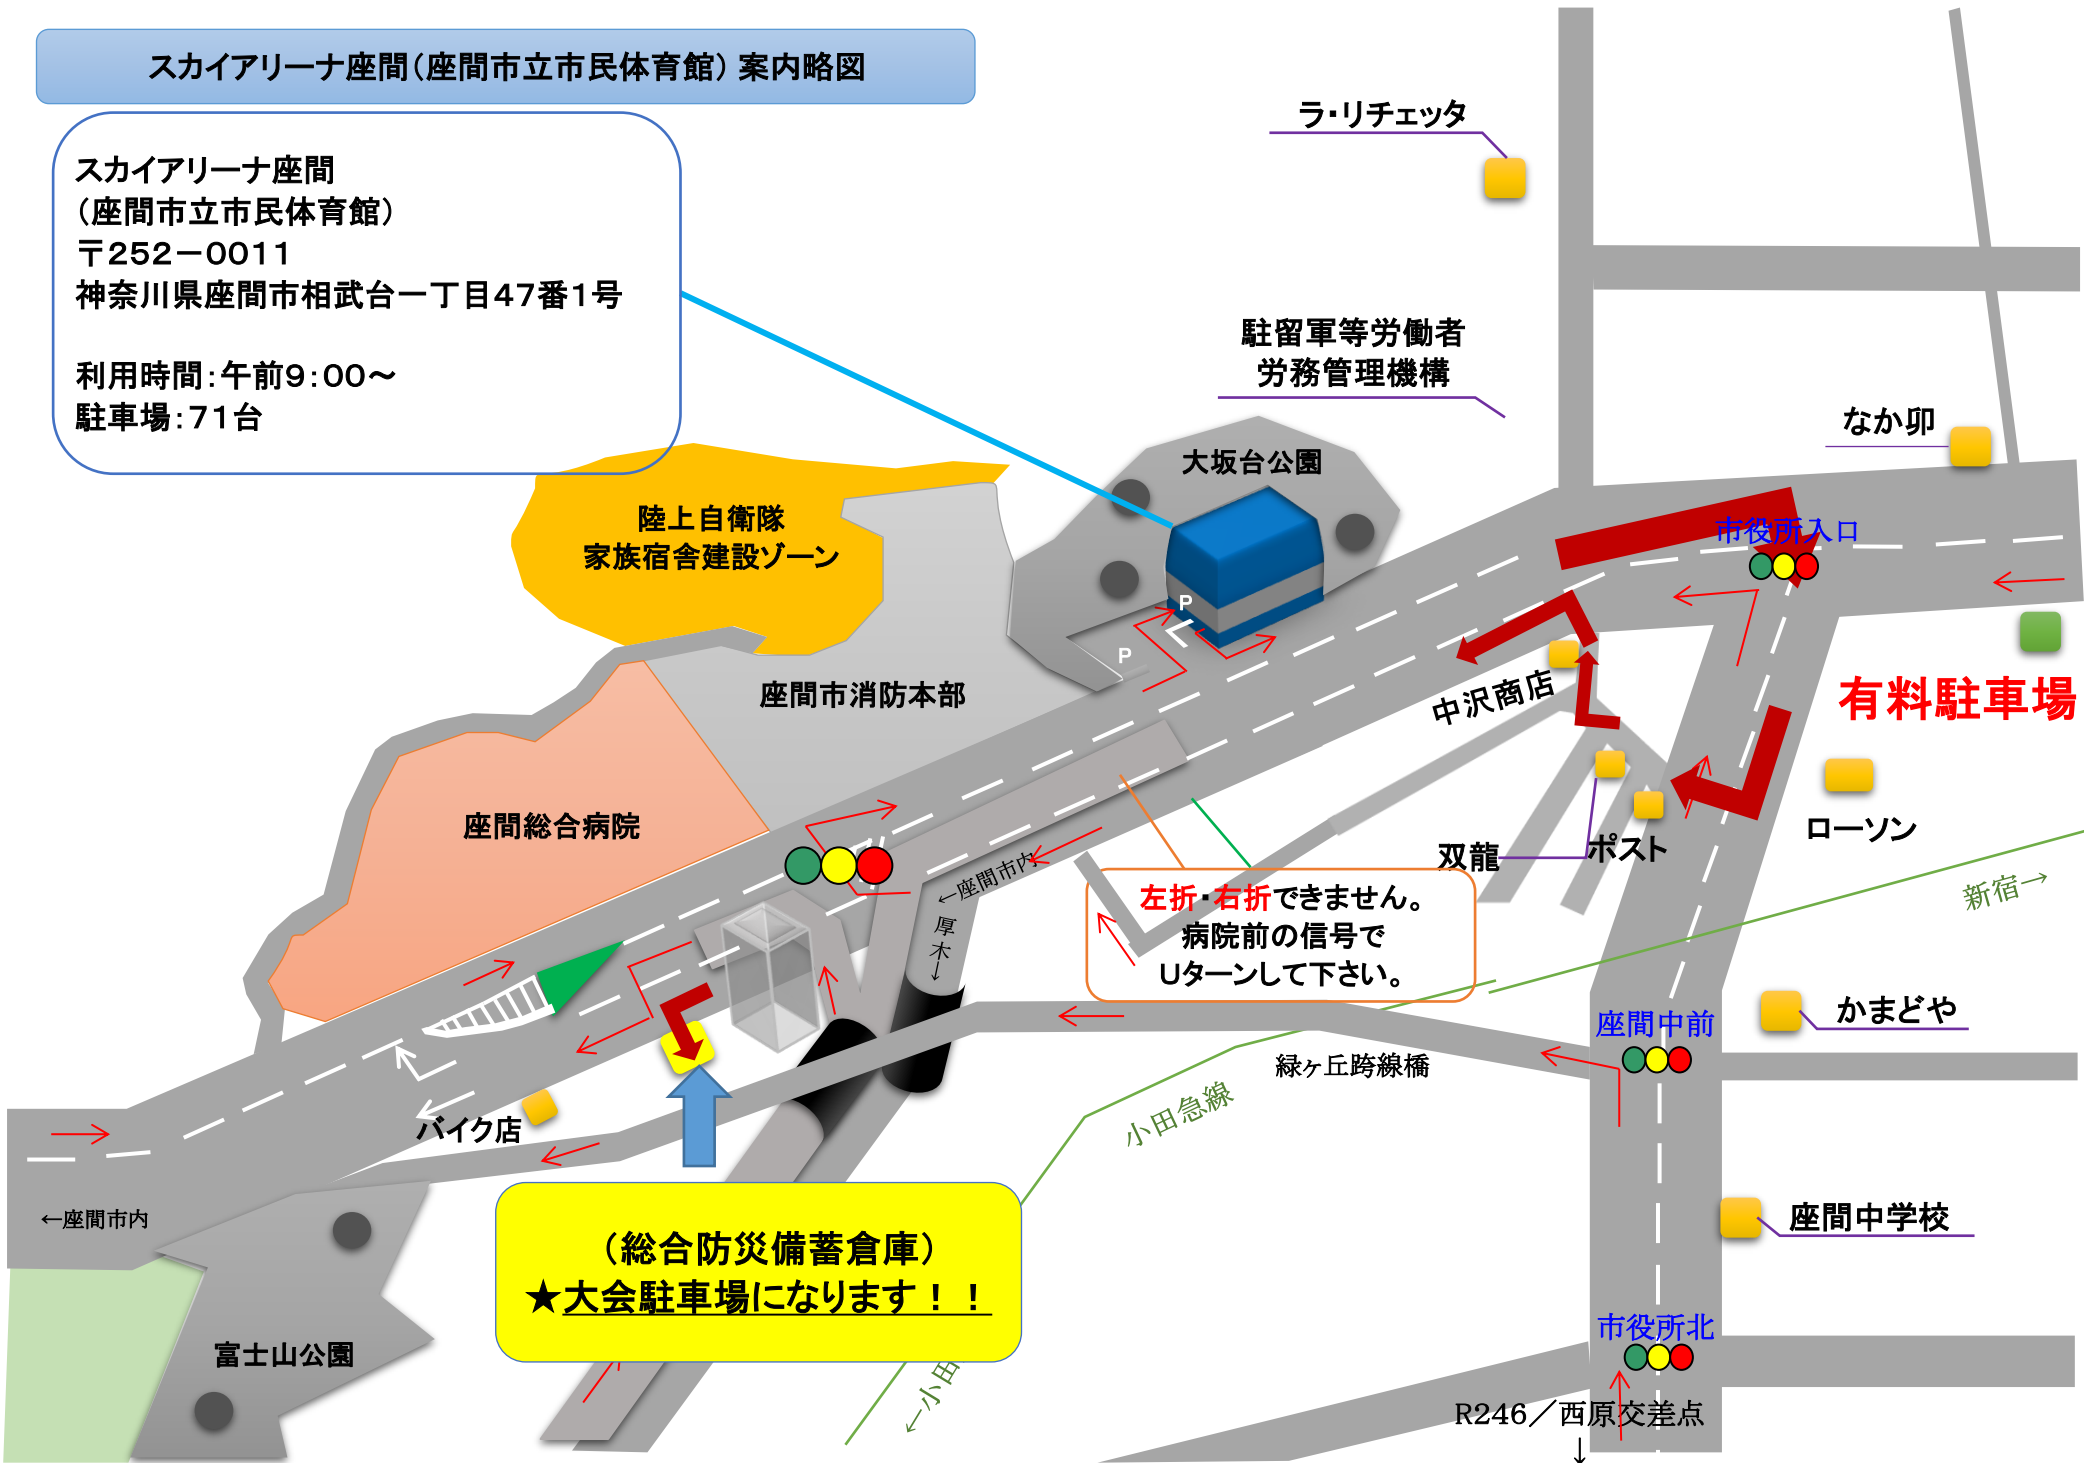 スカイアリーナ座間（座間市立市民体育館）案内略図
スカイアリーナ座間
（座間市立市民体育館）
〒252－0011
神奈川県座間市相武台一丁目47番1号
利用時間：午前9：00～
駐車場：71台
ラ・リチェッタ
駐留軍等労働者
労務管理機構
なか卯
大坂台公園
陸上自衛隊
家族宿舎建設ゾーン
市役所入口
P
P
座間市消防本部
中沢商店
有料駐車場
座間総合病院
ローソン
双龍
ポスト
←座間市内
厚木→
新宿→
左折・右折できません。
病院前の信号で
Uターンして下さい。
座間中前
かまどや
緑ヶ丘跨線橋
小田急線
バイク店
←座間市内
座間中学校
（総合防災備蓄倉庫）
★大会駐車場になります！！
市役所北
富士山公園
←小田
R246／西原交差点
↓